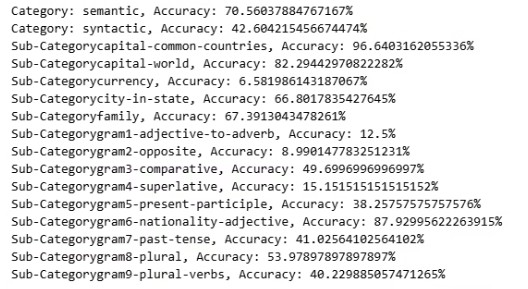 Category: semantic, Accuracy: 70.56037884767167%
Category: syntactic, Accuracy: 42.604215456674474%
Sub-Categorycapital-common-countries, Accuracy: 96.6403162055336%
Sub-Categorycapital-world, Accuracy: 82.29442970822282%
Sub-Categorycurrency, Accuracy: 6.581986143187067%
Sub-Categorycity-in-state, Accuracy: 66.8017835427645%
Sub-Categoryfamily, Accuracy: 67.3913043478261%
Sub-Categorygram1-adjective-to-adverb, Accuracy: 12.5%
Sub-Categorygram2-opposite, Accuracy: 8.990147783251231%
Sub-Categorygram3-comparative, Accuracy: 49.6996996996997%
Sub-Categorygram4-superlative, Accuracy: 15.151515151515152%
Sub-Categorygram5-present-participle, Accuracy: 38.25757575757576%
Sub-Categorygram6-nationality-adjective, Accuracy: 87.92995622263915%
Sub-Categorygram7-past-tense, Accuracy: 41.02564102564102%
Sub-Categorygram8-plural, Accuracy: 53.97897897897897%
Sub-Categorygram9-plural-verbs, Accuracy: 40.229885057471265%